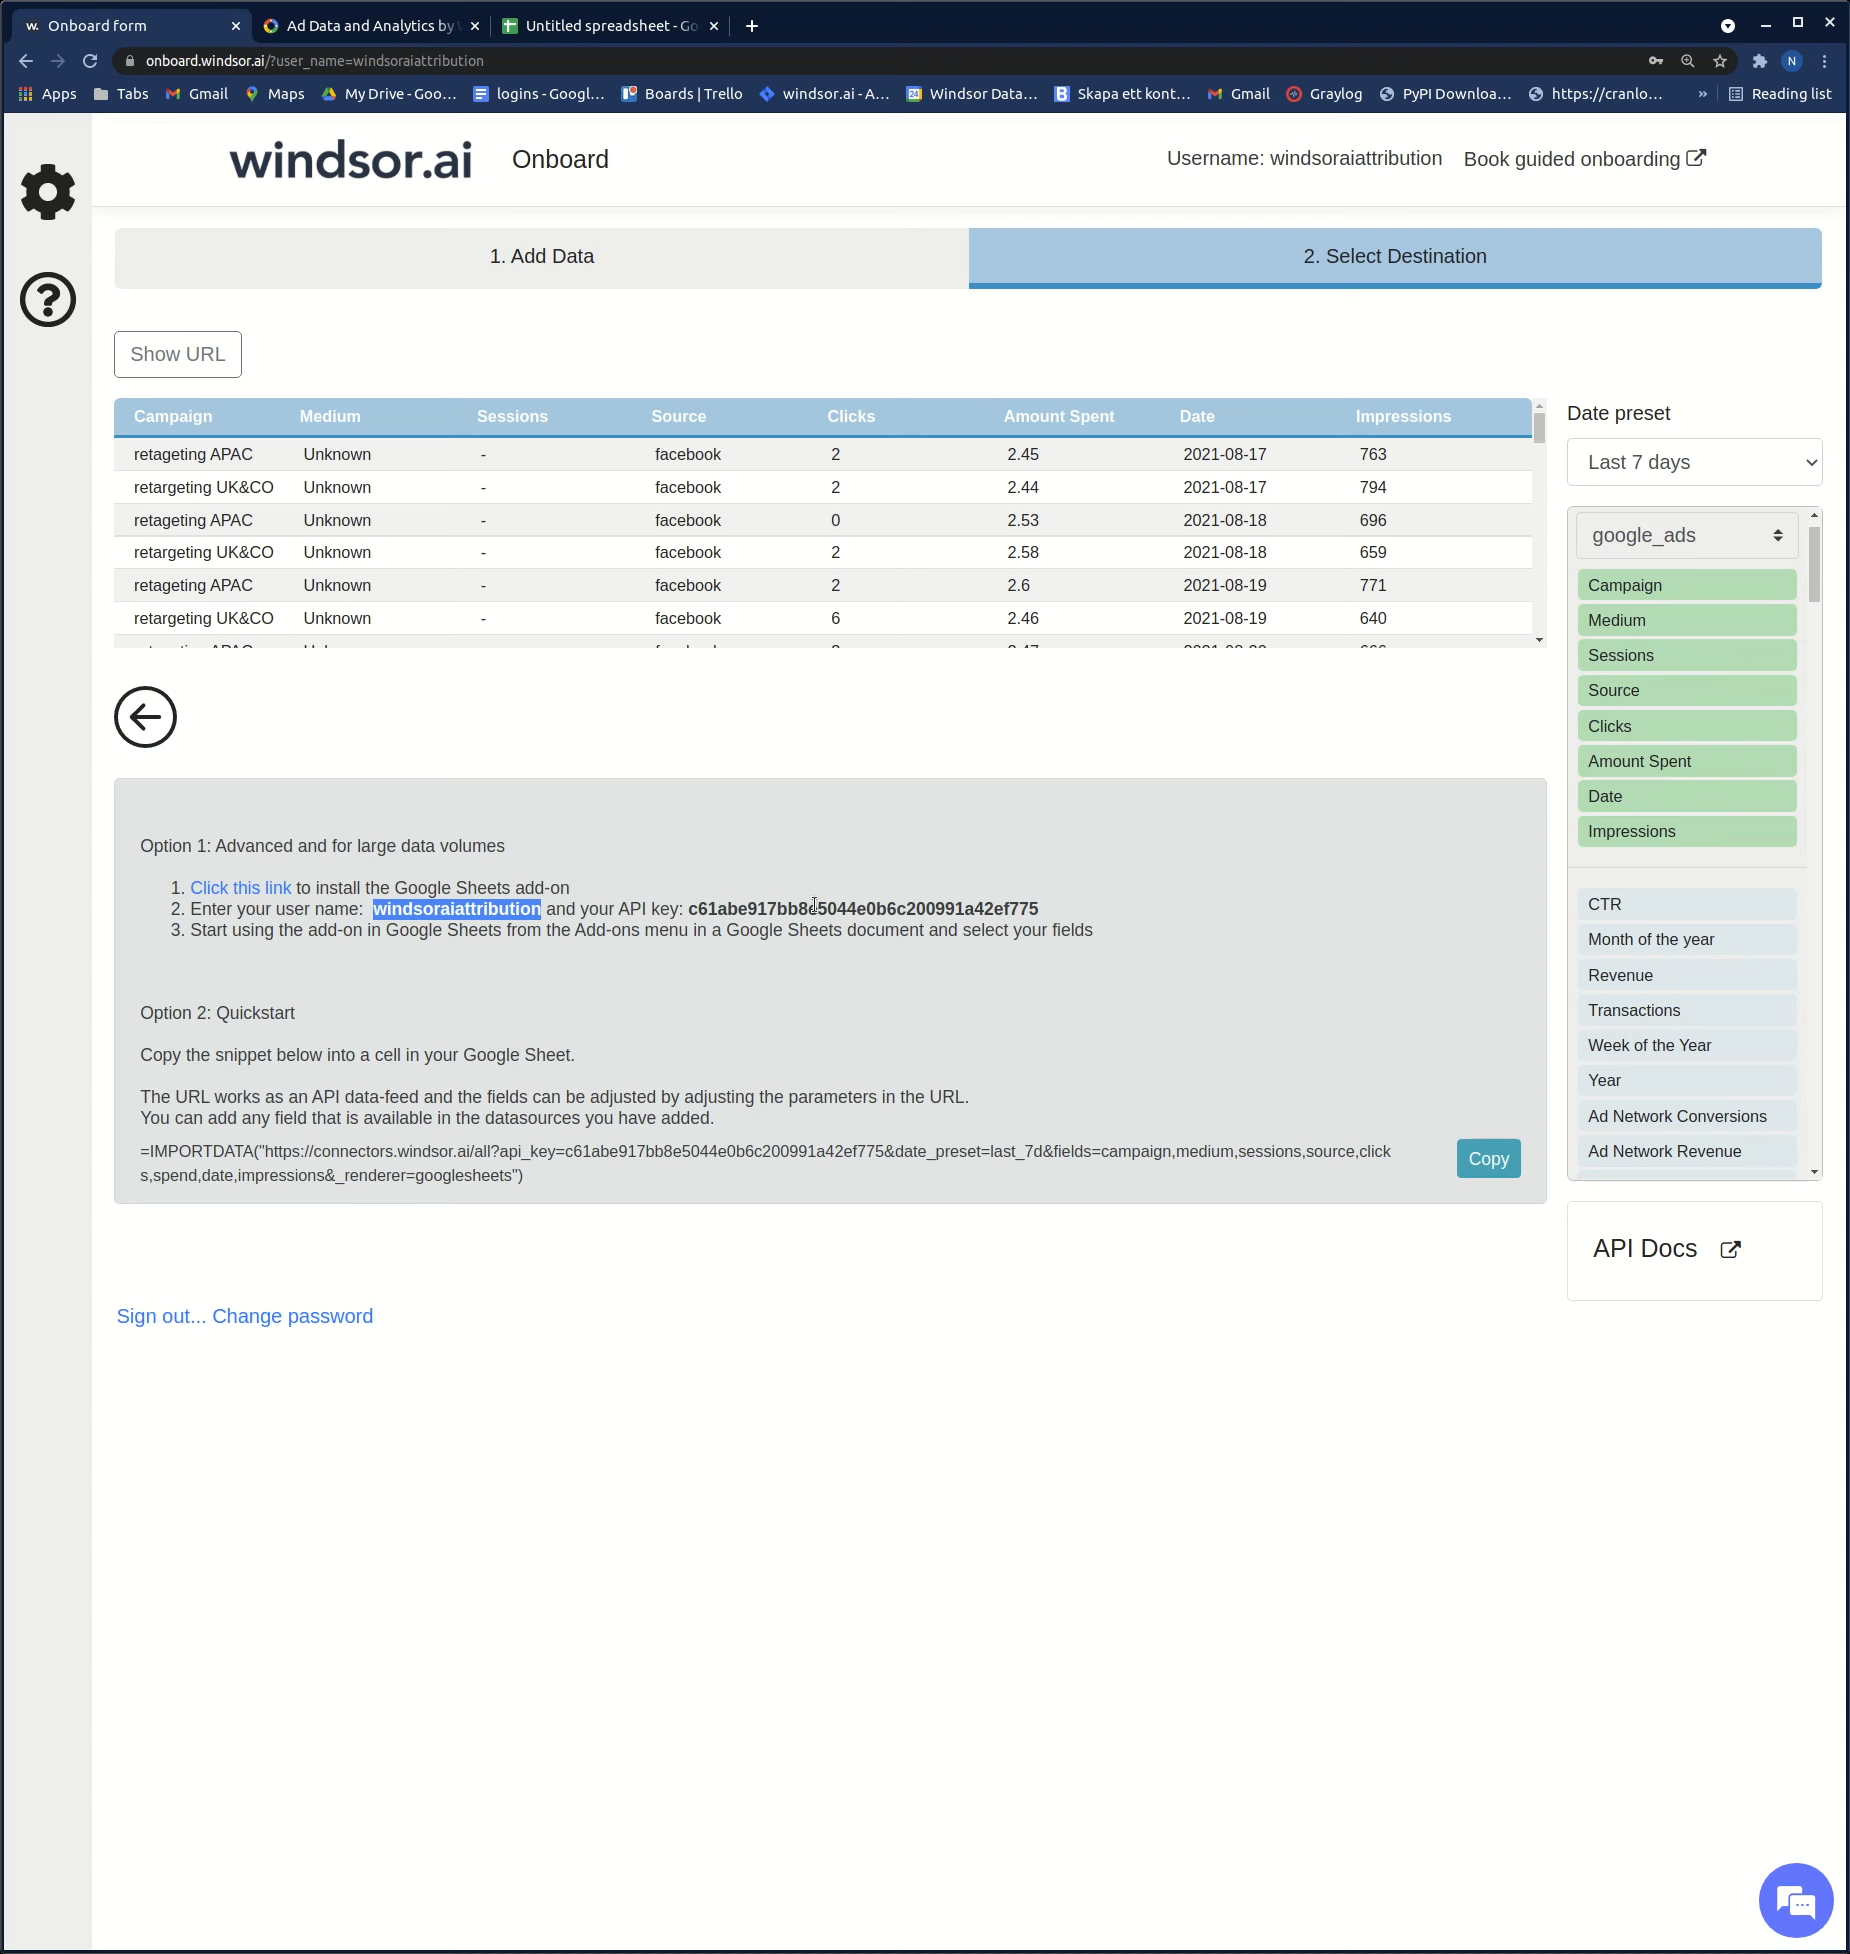 w. Onboard form
Ad Data and Analytics by
Untitled spreadsheet - Go
onboard.windsor.ai/?user_name=windsoraiattribution
N
Apps
Tabs
Gmail
Maps
My Drive - Goo...
logins - Googl...
Boards | Trello
windsor.ai - A...
24 Windsor Data...
B Skapa ett kont...
Gmail
Graylog
PyPI Downloa...
https://cranlo...
»
Reading list
windsor.ai
Onboard
Username: windsoraiattribution
Book guided onboarding
1. Add Data
2. Select Destination
Show URL
Campaign Medium Sessions Source Clicks Amount Spent Date Impressions
retageting APAC Unknown - facebook 2 2.45 2021-08-17 763
retargeting UK&CO Unknown - facebook 2 2.44 2021-08-17 794
retageting APAC Unknown - facebook 0 2.53 2021-08-18 696
retargeting UK&CO Unknown - facebook 2 2.58 2021-08-18 659
retageting APAC Unknown - facebook 2 2.6 2021-08-19 771
retargeting UK&CO Unknown - facebook 6 2.46 2021-08-19 640
Date preset
Last 7 days
google_ads
Campaign
Medium
Sessions
Source
Clicks
Amount Spent
Date
Impressions
CTR
Month of the year
Revenue
Transactions
Week of the Year
Year
Ad Network Conversions
Ad Network Revenue
API Docs
Option 1: Advanced and for large data volumes
1. Click this link to install the Google Sheets add-on
2. Enter your user name: windsoraiattribution and your API key: c61abe917bb8e5044e0b6c200991a42ef775
3. Start using the add-on in Google Sheets from the Add-ons menu in a Google Sheets document and select your fields
Option 2: Quickstart
Copy the snippet below into a cell in your Google Sheet.
The URL works as an API data-feed and the fields can be adjusted by adjusting the parameters in the URL.
You can add any field that is available in the datasources you have added.
=IMPORTDATA("https://connectors.windsor.ai/all?api_key=c61abe917bb8e5044e0b6c200991a42ef775&date_preset=last_7d&fields=campaign,medium,sessions,source,click
s,spend,date,impressions&_renderer=googlesheets")
Copy
Sign out... Change password